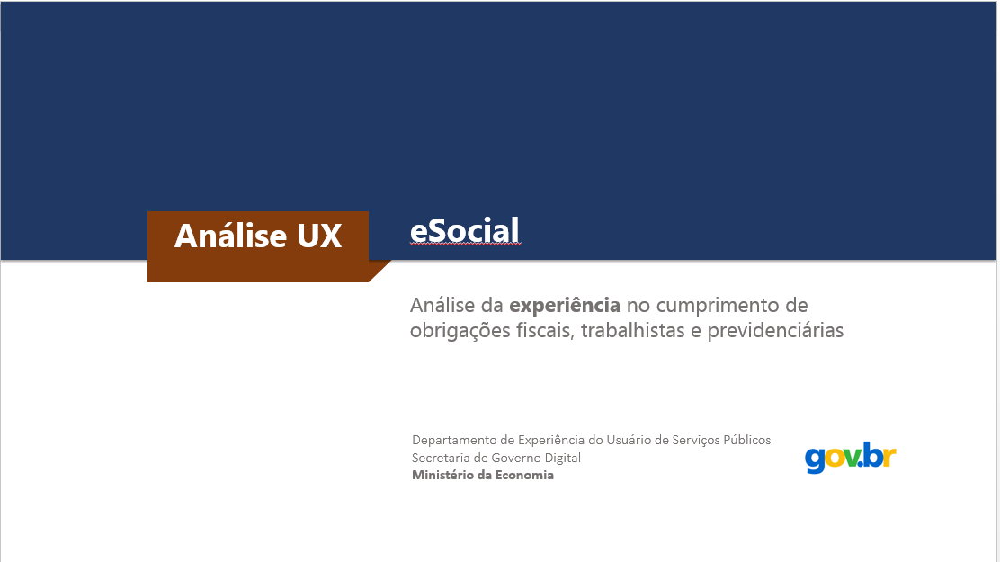 Análise UX
eSocial
Análise da experiência no cumprimento de
obrigações fiscais, trabalhistas e previdenciárias
Departamento de Experiência do Usuário de Serviços Públicos
Secretaria de Governo Digital
Ministério da Economia
gov.br